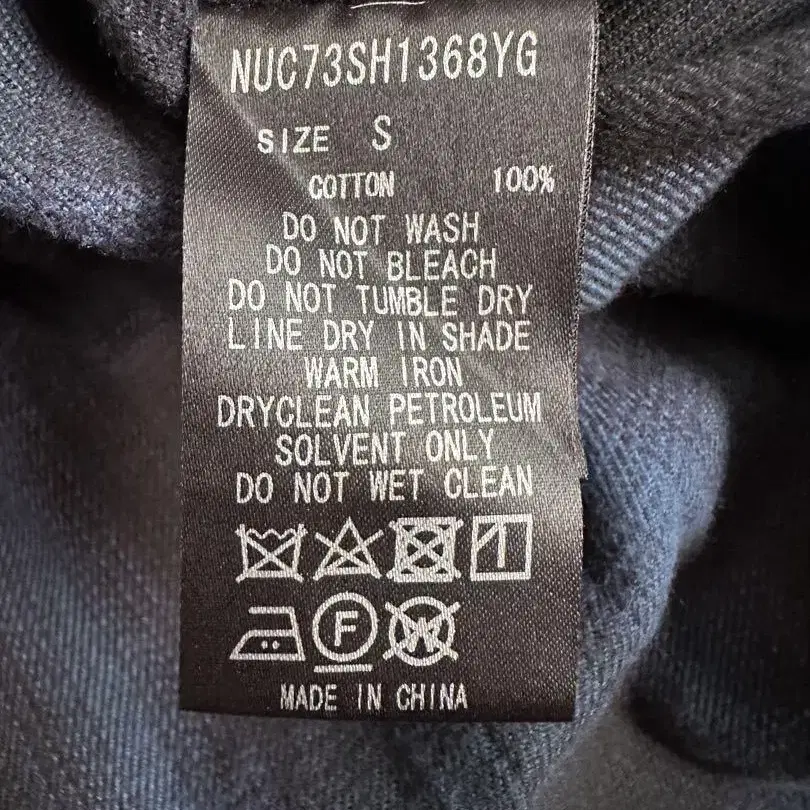 NUC73SH1368YG
SIZE S
COTTON 100%
DO NOT WASH
DO NOT BLEACH
DO NOT TUMBLE DRY
LINE DRY IN SHADE
WARM IRON
DRYCLEAN PETROLEUM
SOLVENT ONLY
DO NOT WET CLEAN
F W
MADE IN CHINA